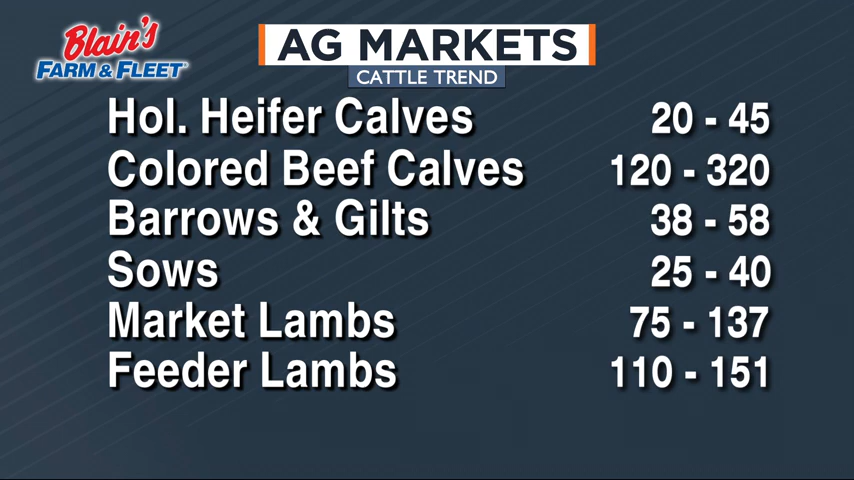 Blain's
FARM & FLEET
AG MARKETS
CATTLE TREND
Hol. Heifer Calves 20 - 45
Colored Beef Calves 120 - 320
Barrows & Gilts 38 - 58
Sows 25 - 40
Market Lambs 75 - 137
Feeder Lambs 110 - 151